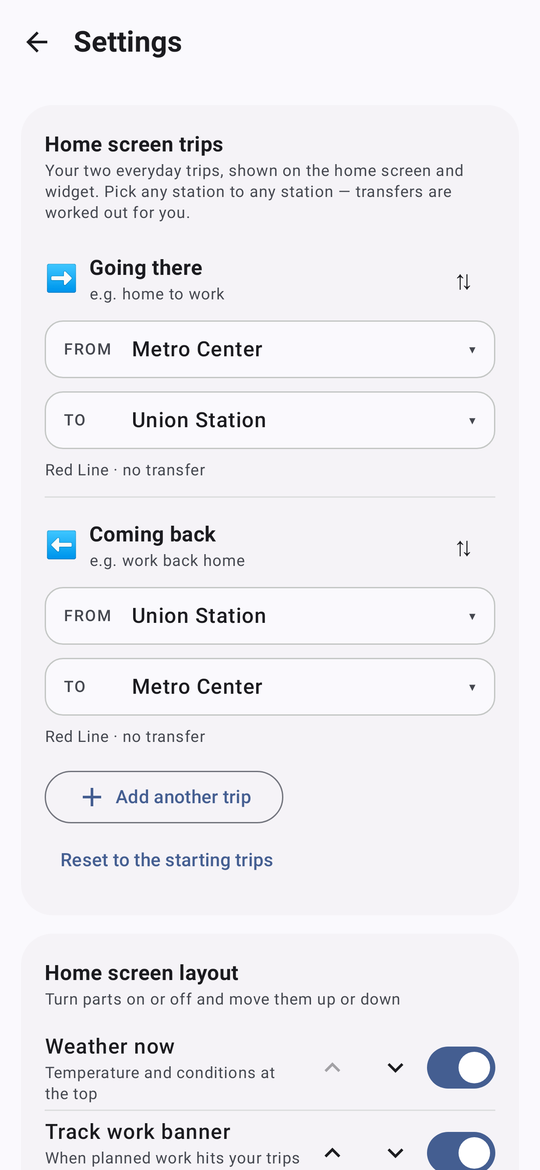 Settings
Home screen trips
Your two everyday trips, shown on the home screen and
widget. Pick any station to any station — transfers are
worked out for you.
Going there
e.g. home to work
FROM Metro Center
TO Union Station
Red Line · no transfer
Coming back
e.g. work back home
FROM Union Station
TO Metro Center
Red Line · no transfer
Add another trip
Reset to the starting trips
Home screen layout
Turn parts on or off and move them up or down
Weather now
Temperature and conditions at
the top
Track work banner
When planned work hits your trips